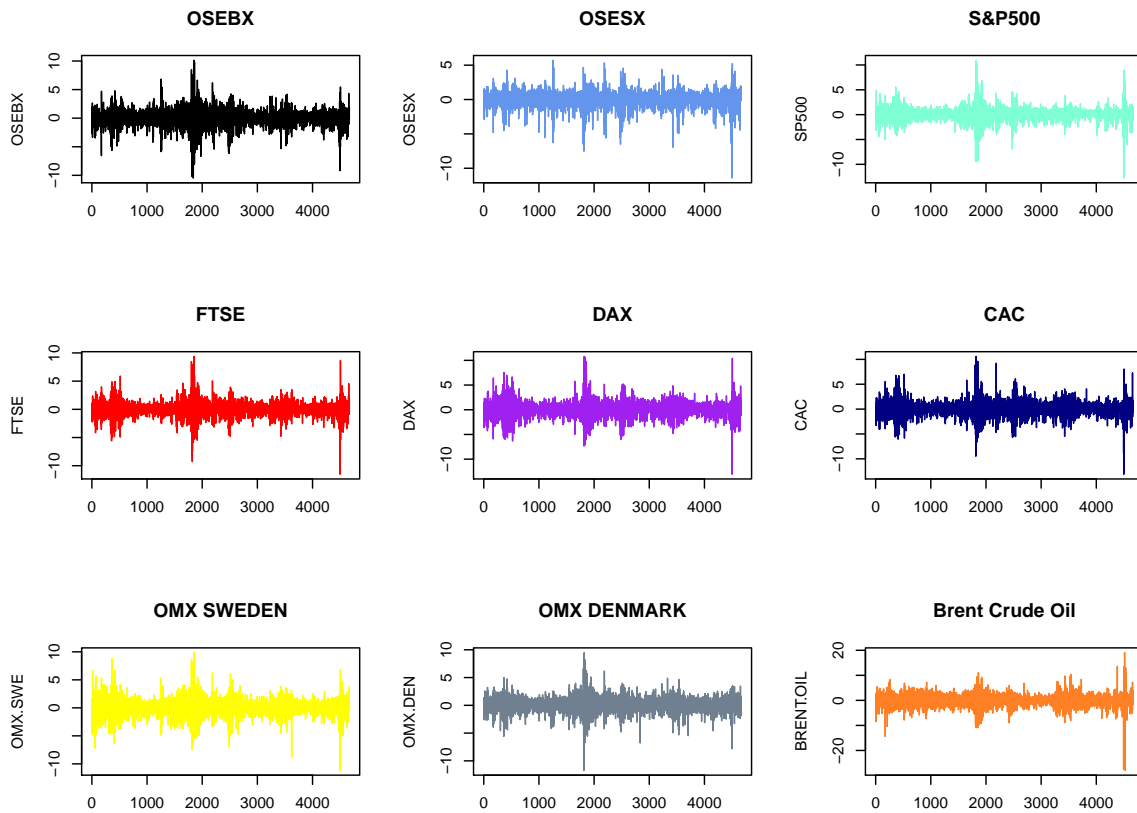 OSEBX
OSEBX
10
5
0
−10
0 1000 2000 3000 4000
OSESX
OSESX
5
0
−10
0 1000 2000 3000 4000
S&P500
SP500
5
0
−10
0 1000 2000 3000 4000
FTSE
FTSE
10
5
0
−10
0 1000 2000 3000 4000
DAX
DAX
5
0
−10
0 1000 2000 3000 4000
CAC
CAC
5
0
−10
0 1000 2000 3000 4000
OMX SWEDEN
OMX.SWE
10
5
0
−10
0 1000 2000 3000 4000
OMX DENMARK
OMX.DEN
10
5
0
−10
0 1000 2000 3000 4000
Brent Crude Oil
BRENT.OIL
20
0
−20
0 1000 2000 3000 4000